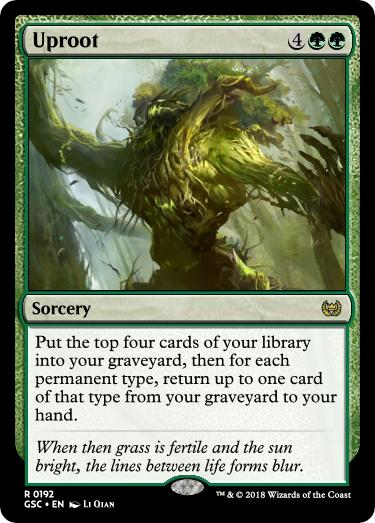 Uproot 4
Sorcery
Put the top four cards of your library
into your graveyard, then for each
permanent type, return up to one card
of that type from your graveyard to your
hand.
When then grass is fertile and the sun
bright, the lines between life forms blur.
R 0192
GSC • EN Li Qian
™ & © 2018 Wizards of the Coast